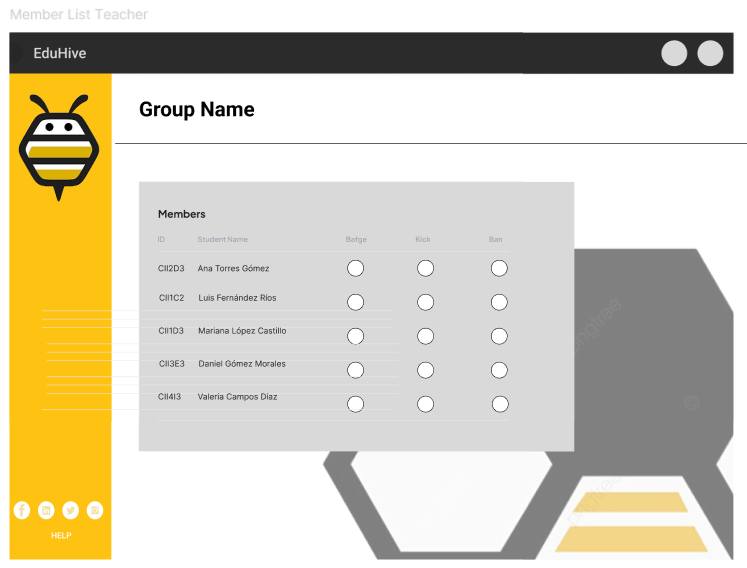 Member List Teacher
EduHive
Group Name
Members
ID Student Name Batge Kick Ban
CII2D3 Ana Torres Gómez
CII1C2 Luis Fernández Ríos
CII1D3 Mariana López Castillo
CII3E3 Daniel Gómez Morales
CII4I3 Valeria Campos Díaz
HELP